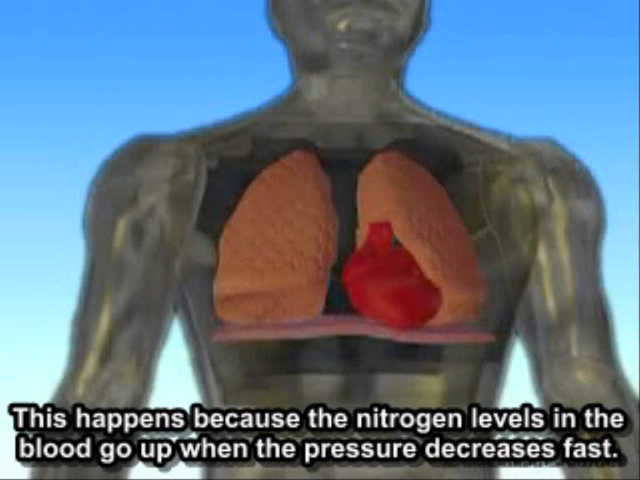 This happens because the nitrogen levels in the
blood go up when the pressure decreases fast.